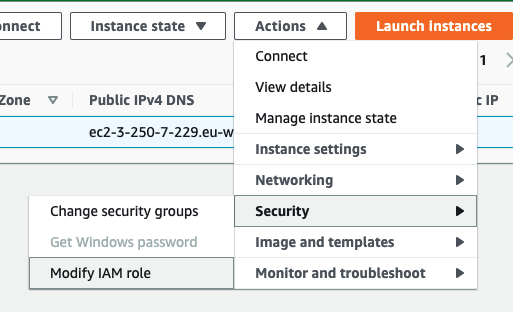 Instance state
Actions
Launch instances
Connect
1
View details
Zone
Public IPv4 DNS
IP
Manage instance state
ec2-3-250-7-229.eu-w
Instance settings
Networking
Change security groups
Security
Get Windows password
Image and templates
Modify IAM role
Monitor and troubleshoot